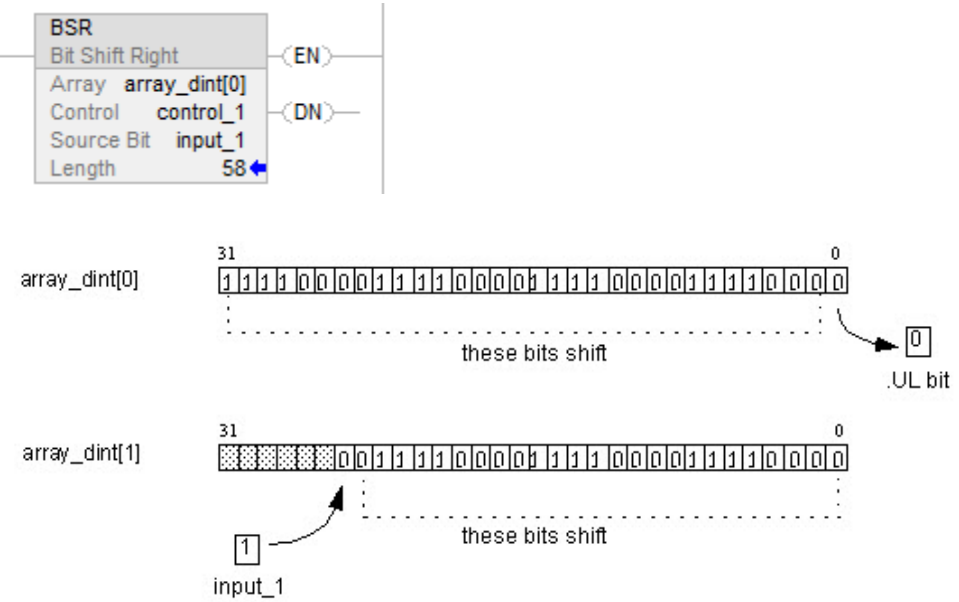 BSR
Bit Shift Right
EN
Array array_dint[0]
Control control_1
DN
Source Bit input_1
Length 58
31 0
array_dint[0] 1 1 1 1 0 0 0 0 1 1 1 1 0 0 0 0 1 1 1 1 0 0 0 0 1 1 1 1 0 0 0 0
these bits shift
0
.UL bit
31 0
array_dint[1] 0 0 1 1 1 1 0 0 0 0 1 1 1 1 0 0 0 0 1 1 1 1 0 0 0 0
these bits shift
1
input_1